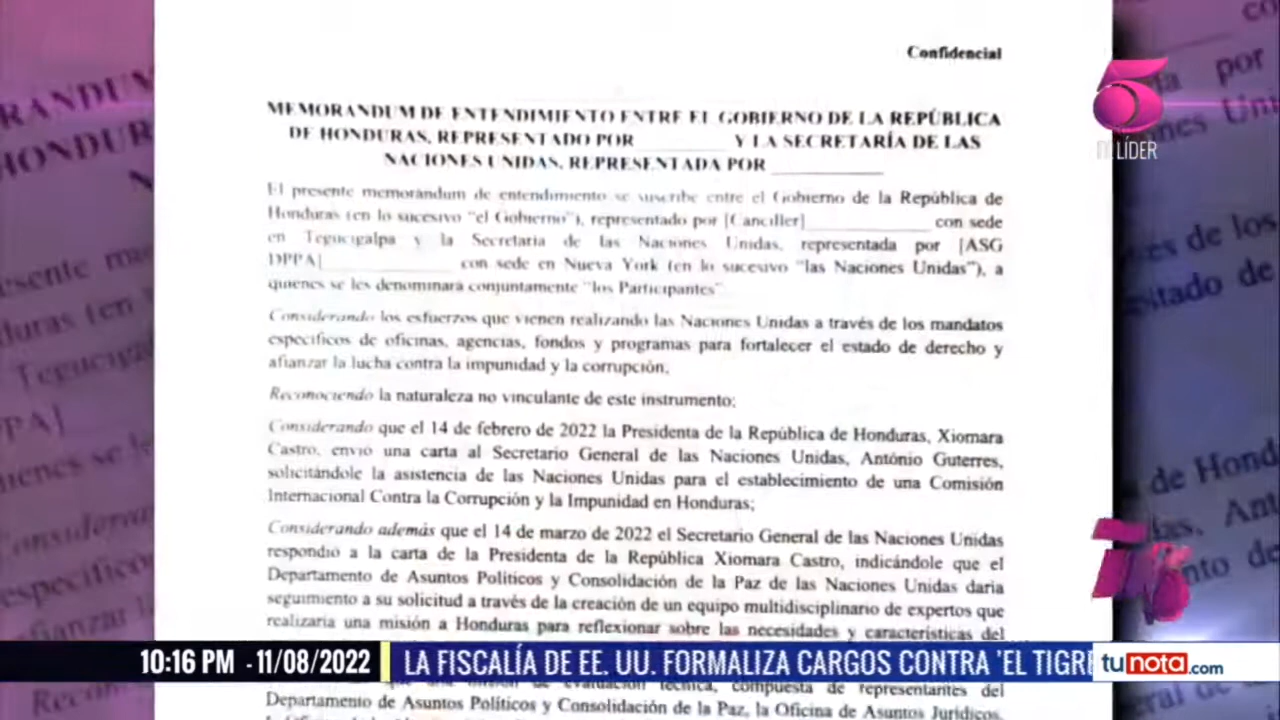 Confidencial
MEMORANDUM DE ENTENDIMIENTO ENTRE EL GOBIERNO DE LA REPÚBLICA
DE HONDURAS, REPRESENTADO POR __________ Y LA SECRETARÍA DE LAS
NACIONES UNIDAS, REPRESENTADA POR __________
El presente memorándum de entendimiento se suscribe entre el Gobierno de la República de
Honduras (en lo sucesivo "el Gobierno"), representado por [Canciller]__________ con sede
en Tegucigalpa y la Secretaria de las Naciones Unidas, representada por [ASG
DPPA]__________ con sede en Nueva York (en lo sucesivo "las Naciones Unidas"), a
quienes se les denominará conjuntamente "los Participantes".
Considerando los esfuerzos que vienen realizando las Naciones Unidas a través de los mandatos
específicos de oficinas, agencias, fondos y programas para fortalecer el estado de derecho y
afianzar la lucha contra la impunidad y la corrupción,
Reconociendo la naturaleza no vinculante de este instrumento;
Considerando que el 14 de febrero de 2022 la Presidenta de la República de Honduras, Xiomara
Castro, envió una carta al Secretario General de las Naciones Unidas, António Guterres,
solicitándole la asistencia de las Naciones Unidas para el establecimiento de una Comisión
Internacional Contra la Corrupción y la Impunidad en Honduras;
Considerando además que el 14 de marzo de 2022 el Secretario General de las Naciones Unidas
respondió a la carta de la Presidenta de la República Xiomara Castro, indicándole que el
Departamento de Asuntos Políticos y Consolidación de la Paz de las Naciones Unidas daría
seguimiento a su solicitud a través de la creación de un equipo multidisciplinario de expertos que
realizaría una misión a Honduras para reflexionar sobre las necesidades y características del
evaluación técnica, compuesta de representantes del
Departamento de Asuntos Políticos y Consolidación de la Paz, la Oficina de Asuntos Jurídicos,
5
LÍDER
10:16 PM - 11/08/2022
LA FISCALÍA DE EE. UU. FORMALIZA CARGOS CONTRA 'EL TIGRE
tunota.com